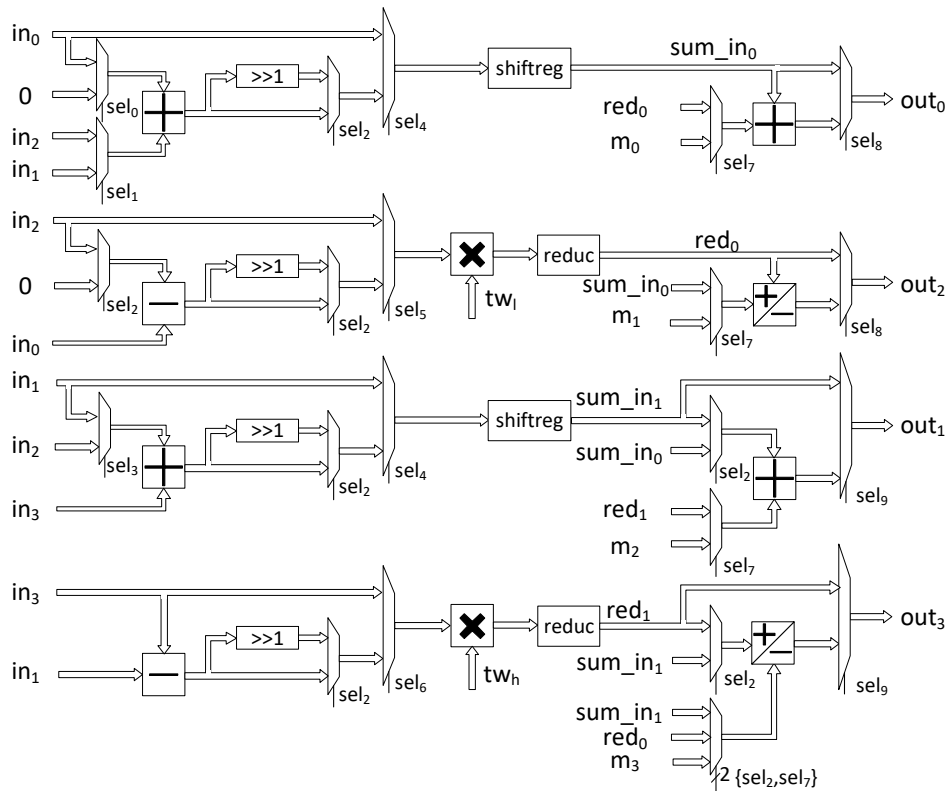 in₀
sum_in₀
>>1
shiftreg
0
sel₀
red₀
out₀
in₂
sel₂
sel₄
m₀
in₁
sel₇
sel₈
sel₁
in₂
red₀
>>1
reduc
sum_in₀
out₂
0
sel₂
sel₂
sel₅
tw_l
m₁
in₀
sel₇
sel₈
in₁
sum_in₁
>>1
shiftreg
out₁
in₂
sum_in₀
sel₃
sel₂
sel₄
sel₂
in₃
sel₉
red₁
m₂
sel₇
in₃
red₁
>>1
reduc
out₃
in₁
sum_in₁
sel₂
sel₆
tw_h
sel₂
sel₉
sum_in₁
red₀
m₃
2 {sel₂,sel₇}